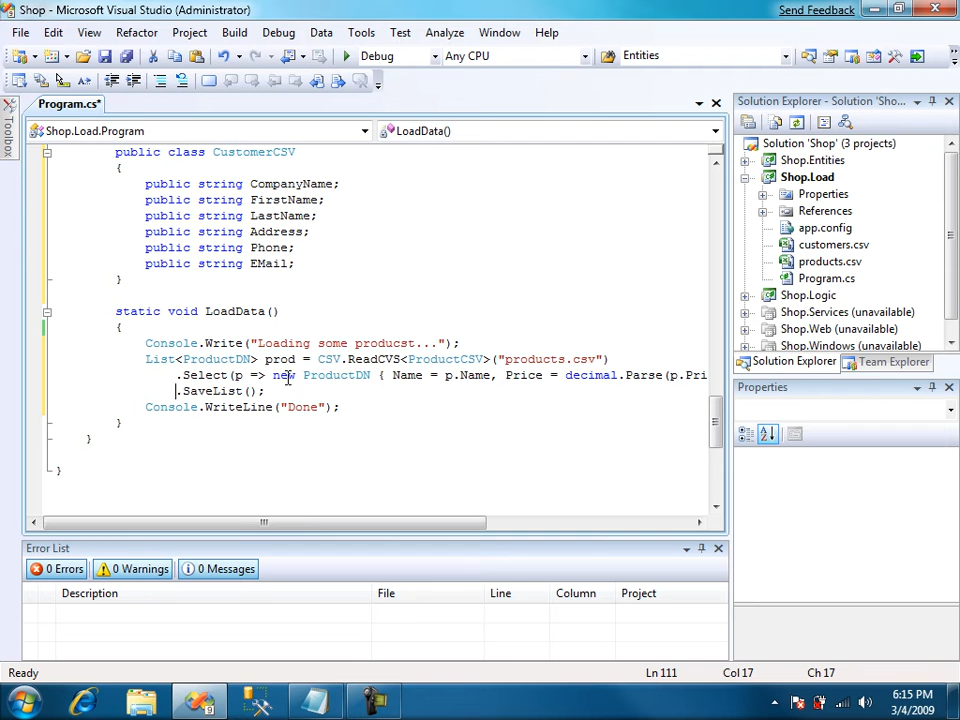 Shop - Microsoft Visual Studio (Administrator)
Send Feedback
File Edit View Refactor Project Build Debug Data Tools Test Analyze Window Help
Debug Any CPU Entities
Program.cs*
Shop.Load.Program LoadData()
public class CustomerCSV
{
public string CompanyName;
public string FirstName;
public string LastName;
public string Address;
public string Phone;
public string EMail;
}
static void LoadData()
{
Console.Write("Loading some producst...");
List<ProductDN> prod = CSV.ReadCVS<ProductCSV>("products.csv")
.Select(p => new ProductDN { Name = p.Name, Price = decimal.Parse(p.Pri
.SaveList();
Console.WriteLine("Done");
}
}
}
Toolbox
Solution Explorer - Solution 'Sho...
Solution 'Shop' (3 projects)
Shop.Entities
Shop.Load
Properties
References
app.config
customers.csv
products.csv
Program.cs
Shop.Logic
Shop.Services (unavailable)
Shop.Web (unavailable)
Shop.Windows (unavailable)
Solution Explorer Team Explorer
Properties
Error List
0 Errors 0 Warnings 0 Messages
Description File Line Column Project
Ready Ln 111 Col 17 Ch 17
6:15 PM
3/4/2009